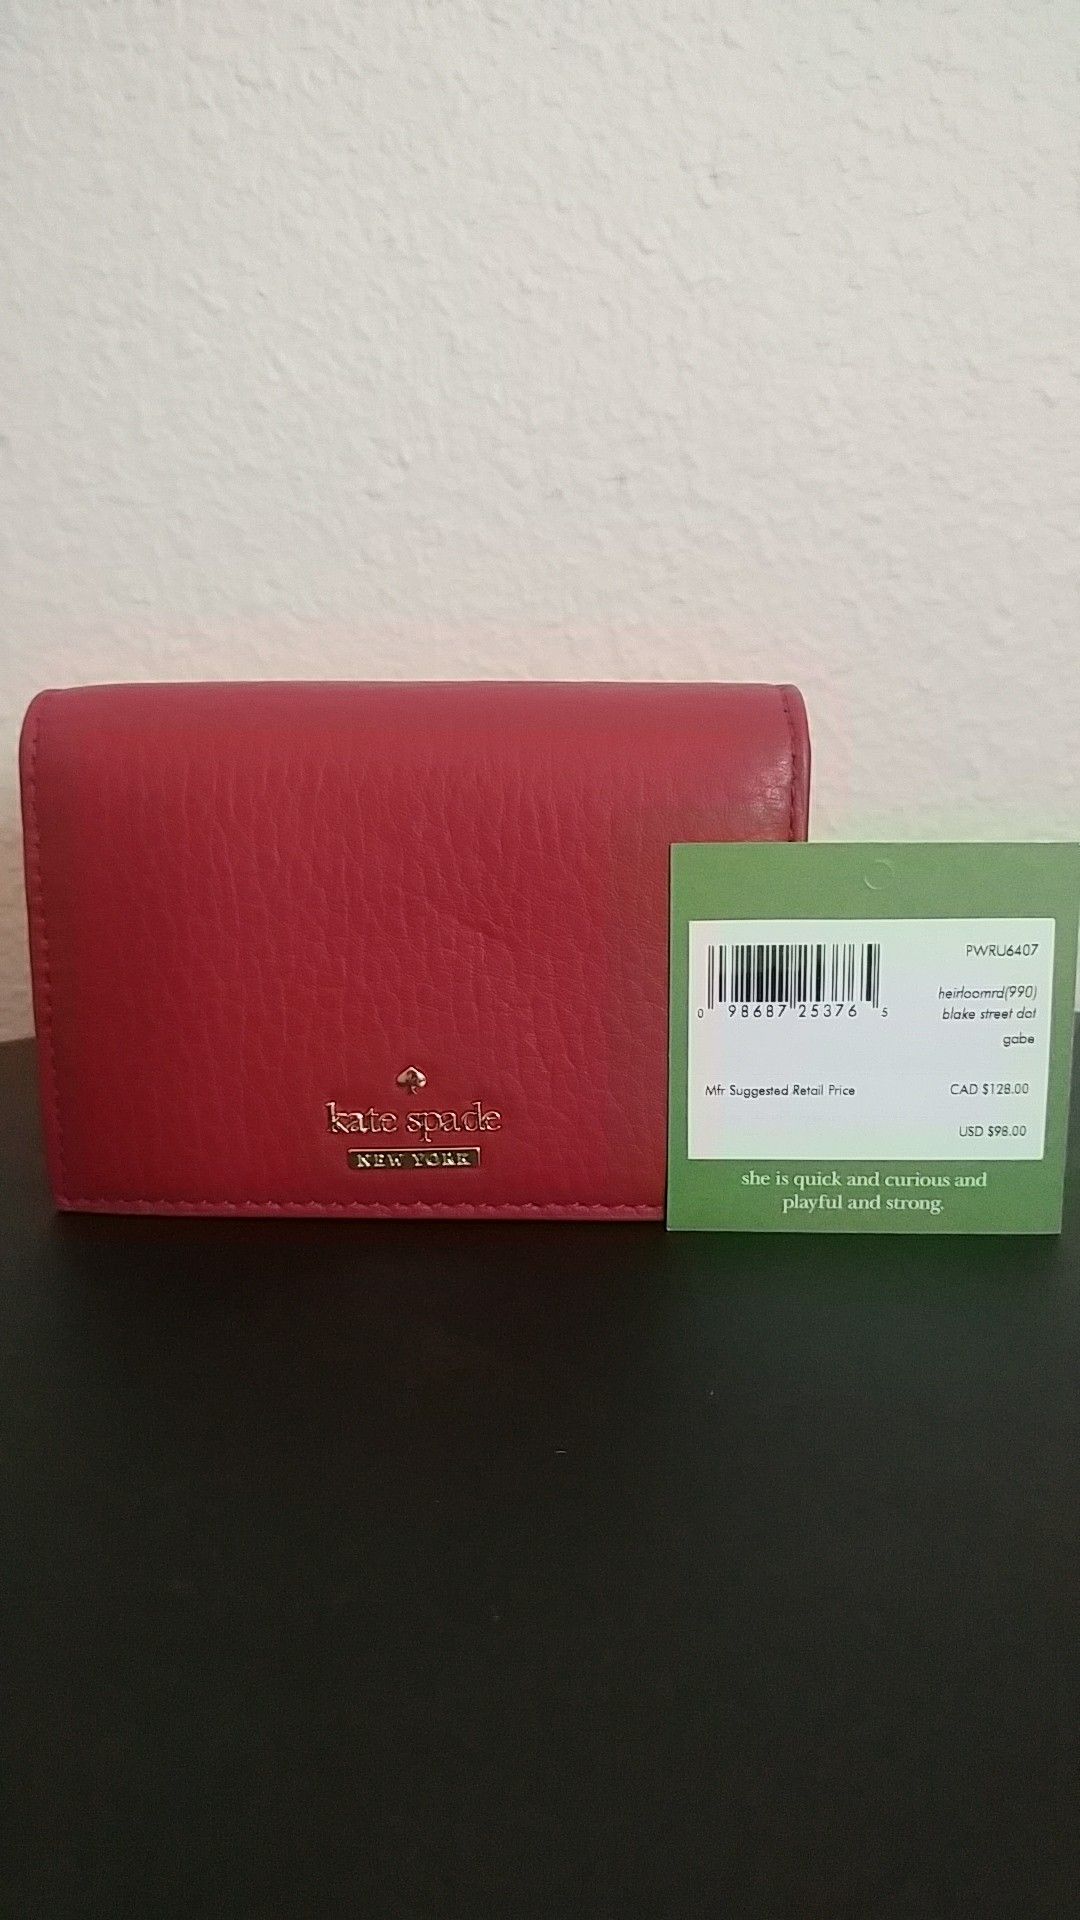 kate spade
NEW YORK
PWRU6407
0 98687 25376 5
heirloomrd(990)
blake street dot
gabe
Mfr Suggested Retail Price CAD $128.00
USD $98.00
she is quick and curious and
playful and strong.